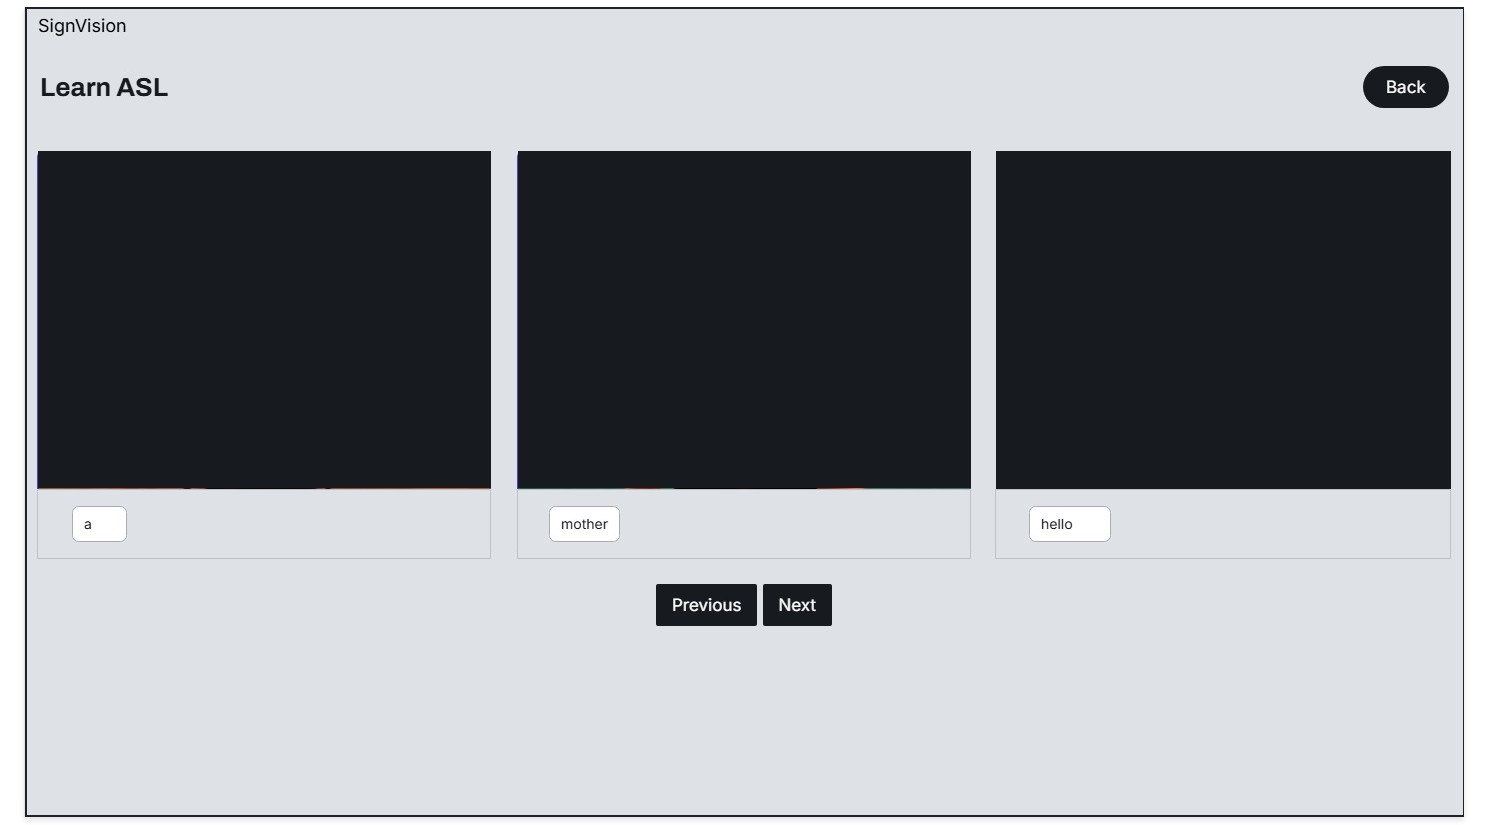 SignVision
Learn ASL
Back
a
mother
hello
Previous
Next